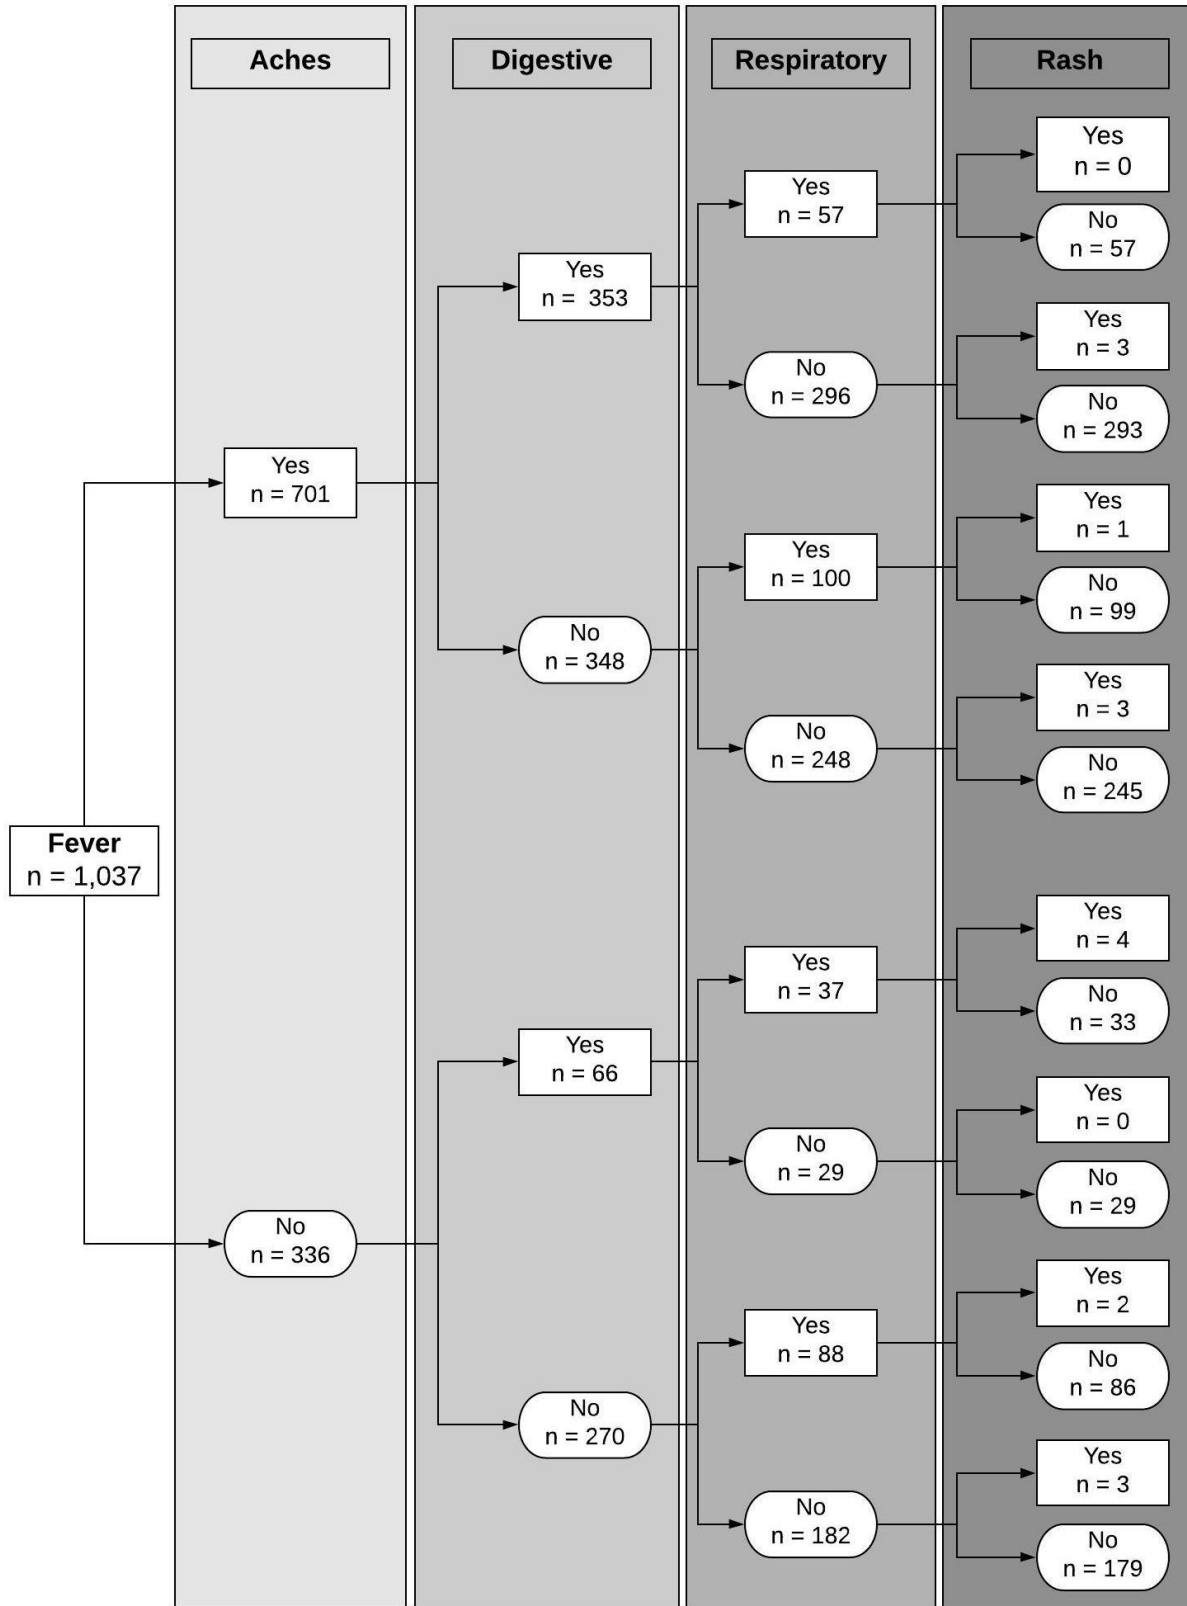 Aches
Digestive
Respiratory
Rash
Fever
n = 1,037
Yes
n = 701
No
n = 336
Yes
n =  353
No
n = 348
Yes
n = 66
No
n = 270
Yes
n = 57
No
n = 296
Yes
n = 100
No
n = 248
Yes
n = 37
No
n = 29
Yes
n = 88
No
n = 182
Yes
n = 0
No
n = 57
Yes
n = 3
No
n = 293
Yes
n = 1
No
n = 99
Yes
n = 3
No
n = 245
Yes
n = 4
No
n = 33
Yes
n = 0
No
n = 29
Yes
n = 2
No
n = 86
Yes
n = 3
No
n = 179